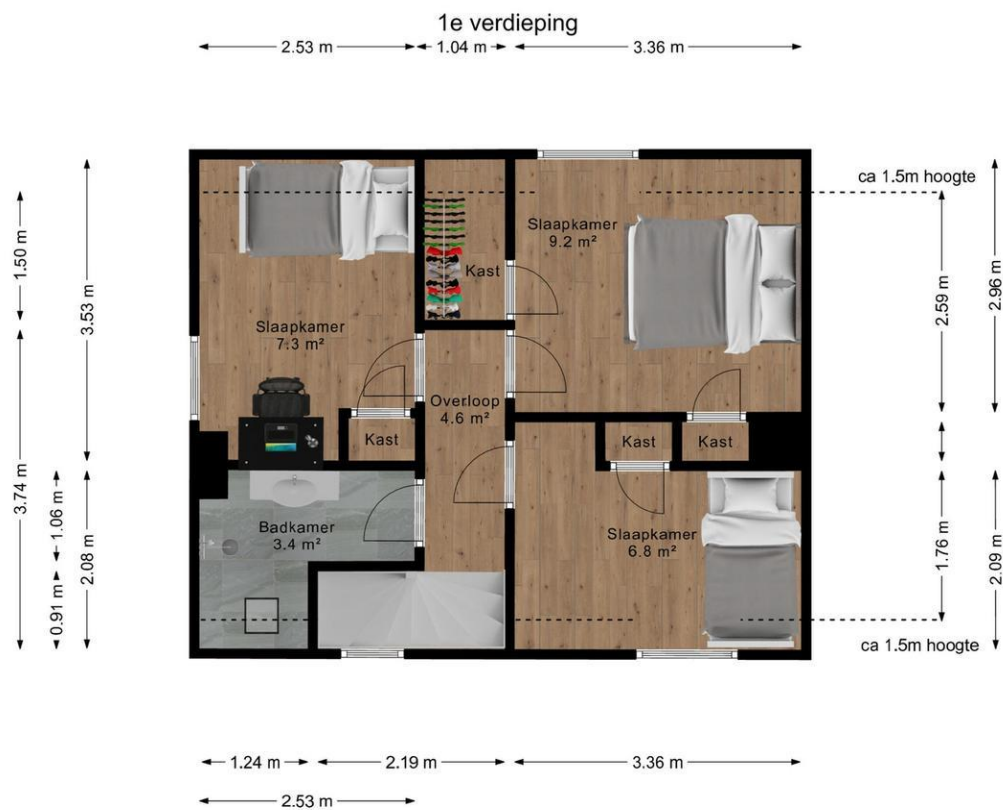 1e verdieping
2.53 m
1.04 m
3.36 m
ca 1.5m hoogte
1.50 m
3.53 m
2.59 m
2.96 m
Slaapkamer
9.2 m²
Kast
Slaapkamer
7.3 m²
Overloop
4.6 m²
Kast
Kast
Kast
3.74 m
1.06 m
2.08 m
0.91 m
Badkamer
3.4 m²
Slaapkamer
6.8 m²
1.76 m
2.09 m
ca 1.5m hoogte
1.24 m
2.19 m
3.36 m
2.53 m